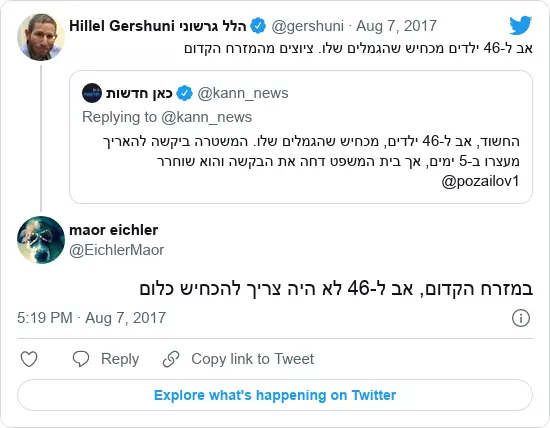 Hillel Gershuni הלל גרשוני @gershuni · Aug 7, 2017
אב ל-46 ילדים מכחיש שהגמלים שלו. ציוצים מהמזרח הקדום
כאן חדשות @kann_news
Replying to @kann_news
החשוד, אב ל-46 ילדים, מכחיש שהגמלים שלו. המשטרה ביקשה להאריך
מעצרו ב-5 ימים, אך בית המשפט דחה את הבקשה והוא שוחרר
@pozailov1
maor eichler
@EichlerMaor
במזרח הקדום, אב ל-46 לא היה צריך להכחיש כלום
5:19 PM · Aug 7, 2017
Reply Copy link to Tweet
Explore what's happening on Twitter